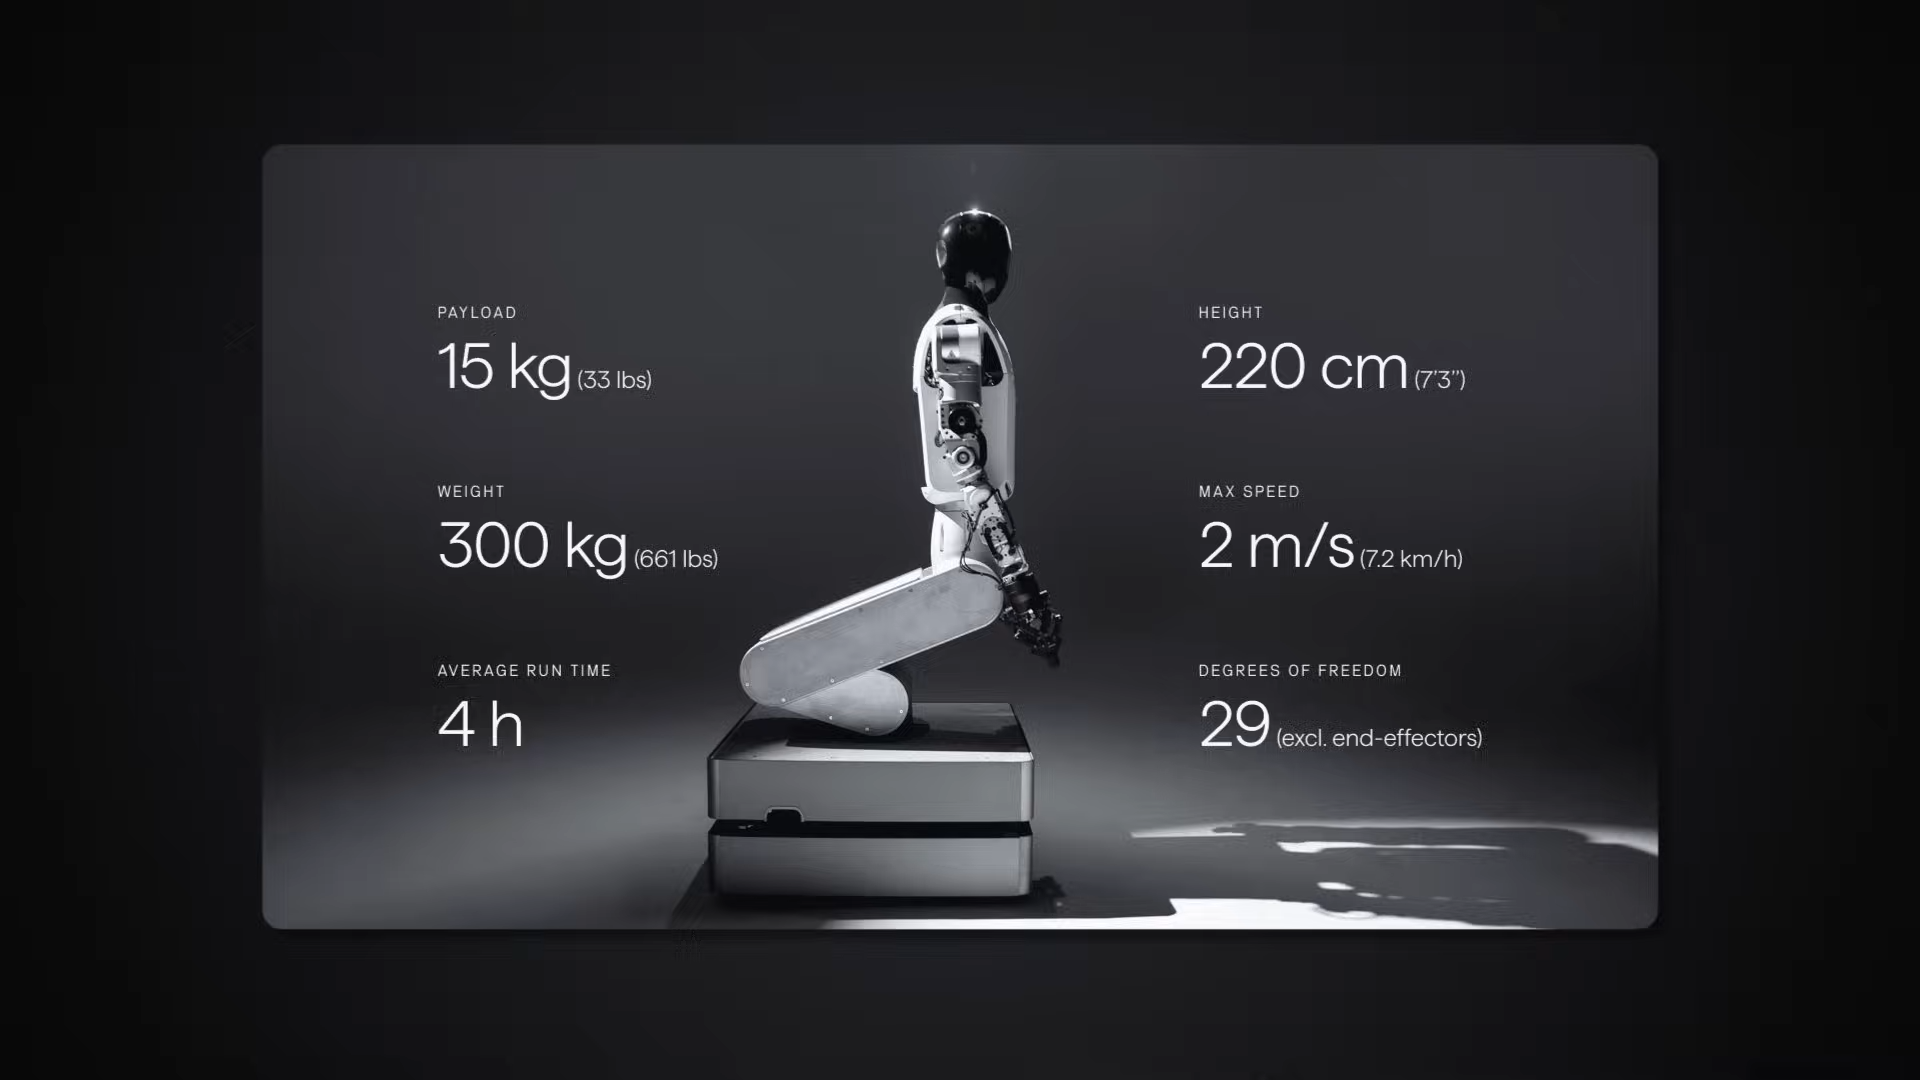 PAYLOAD
15 kg (33 lbs)
WEIGHT
300 kg (661 lbs)
AVERAGE RUN TIME
4 h
HEIGHT
220 cm (7'3")
MAX SPEED
2 m/s (7.2 km/h)
DEGREES OF FREEDOM
29 (excl. end-effectors)